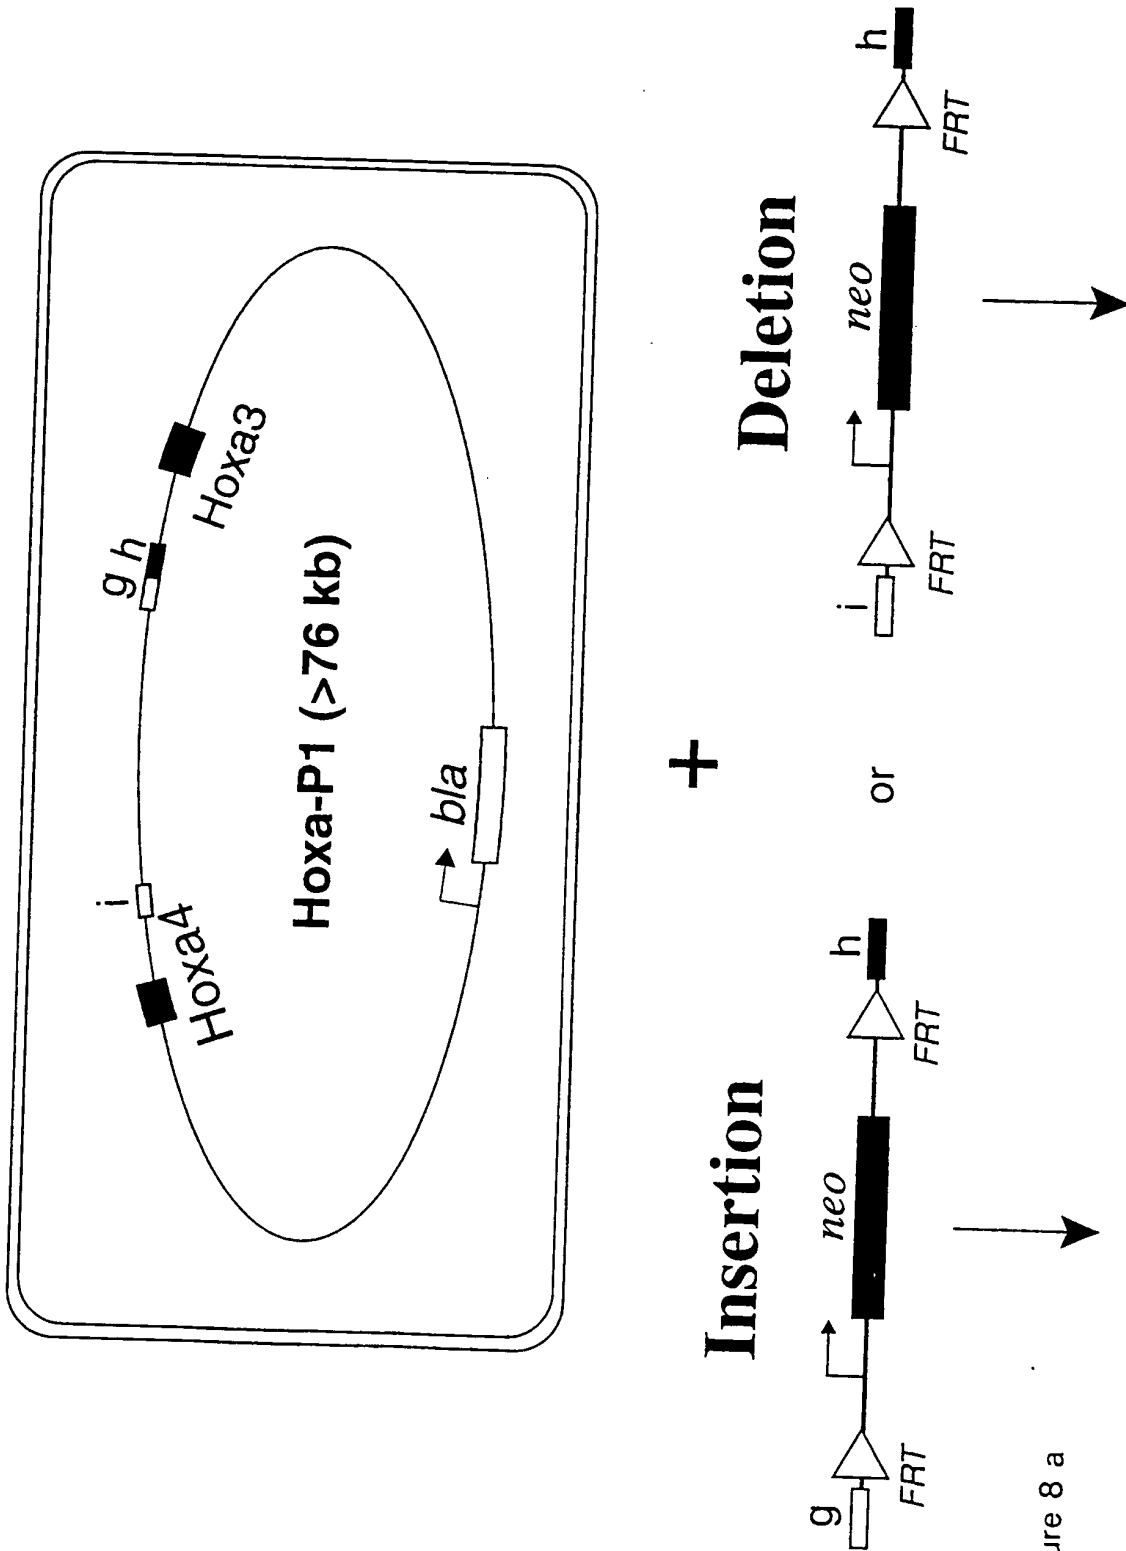 g h
i
Hoxa4
Hoxa3
Hoxa-P1 (>76 kb)
bla
+
Insertion
Deletion
g
neo
h
FRT
FRT
or
i
neo
h
FRT
FRT
ure 8 a